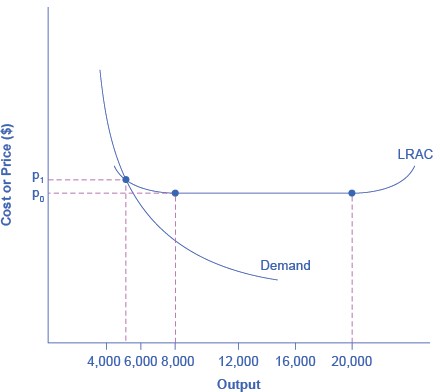 Cost or Price ($)
P₁
P₀
LRAC
Demand
4,000 6,000 8,000 12,000 16,000 20,000
Output